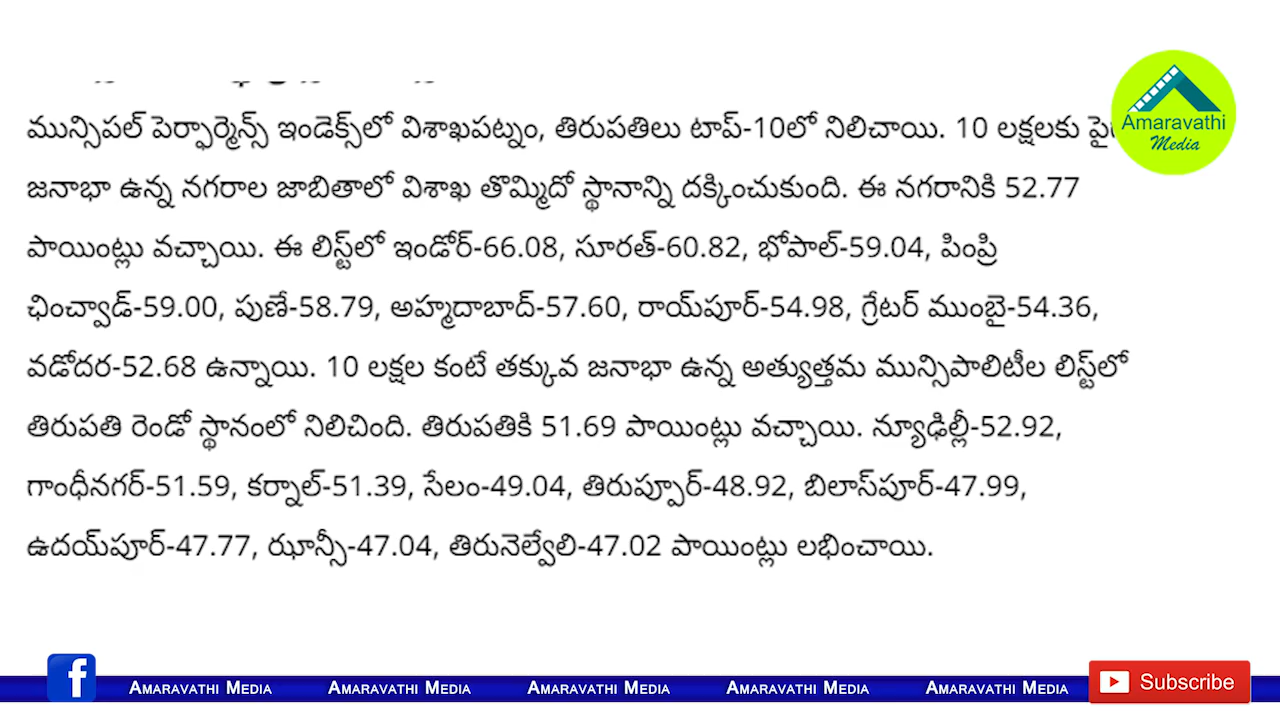 మున్సిపల్ పెర్ఫార్మెన్స్ ఇండెక్స్‌లో విశాఖపట్నం, తిరుపతిలు టాప్-10లో నిలిచాయి. 10 లక్షలకు
జనాభా ఉన్న నగరాల జాబితాలో విశాఖ తొమ్మిదో స్థానాన్ని దక్కించుకుంది. ఈ నగరానికి 52.77
పాయింట్లు వచ్చాయి. ఈ లిస్ట్‌లో ఇండోర్-66.08, సూరత్-60.82, భోపాల్-59.04, పింప్రి
ఛించ్వాడ్-59.00, పుణే-58.79, అహ్మదాబాద్-57.60, రాయ్‌పూర్-54.98, గ్రేటర్ ముంబై-54.36,
వడోదర-52.68 ఉన్నాయి. 10 లక్షల కంటే తక్కువ జనాభా ఉన్న అత్యుత్తమ మున్సిపాలిటీల లిస్ట్‌లో
తిరుపతి రెండో స్థానంలో నిలిచింది. తిరుపతికి 51.69 పాయింట్లు వచ్చాయి. న్యూఢిల్లీ-52.92,
గాంధీనగర్-51.59, కర్నాల్-51.39, సేలం-49.04, తిరుప్పూర్-48.92, బిలాస్‌పూర్-47.99,
ఉదయ్‌పూర్-47.77, ఝాన్సీ-47.04, తిరునెల్వేలి-47.02 పాయింట్లు లభించాయి.
Amaravathi
Media
f Amaravathi Media Amaravathi Media Amaravathi Media Amaravathi Media Amaravathi Media Subscribe